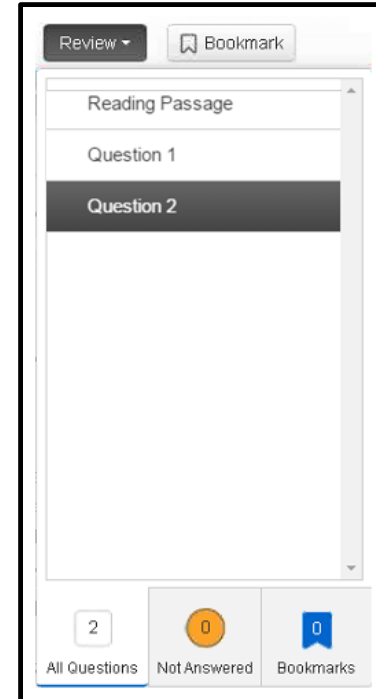 Review Bookmark
Reading Passage
Question 1
Question 2
2 0 0
All Questions Not Answered Bookmarks